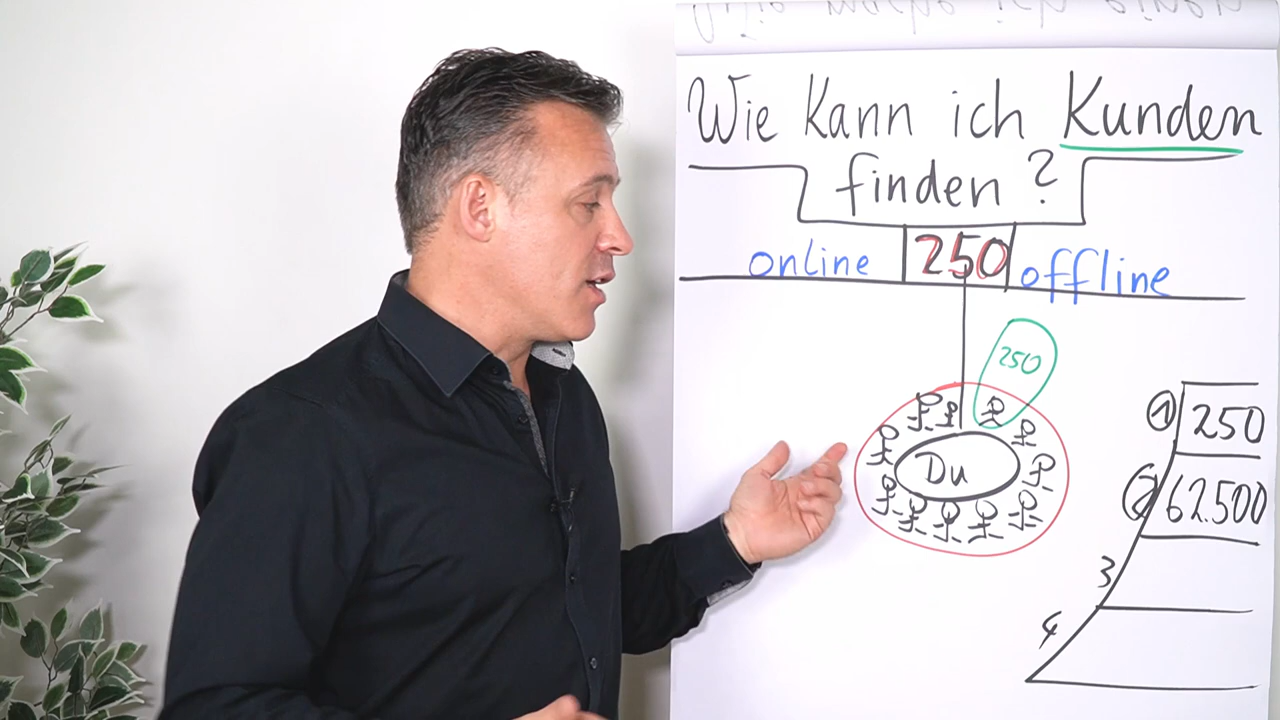 Wie kann ich Kunden
finden?
online 250 offline
250
Du
1 250
2 62.500
3
4